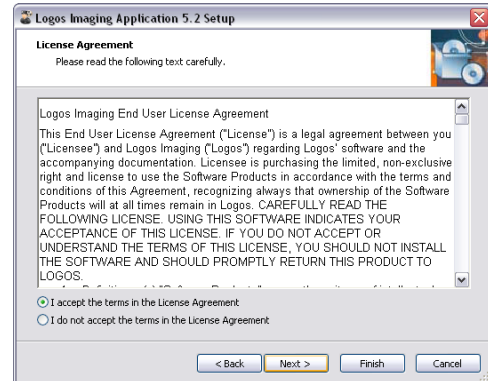 Logos Imaging Application 5.2 Setup
License Agreement
Please read the following text carefully.
Logos Imaging End User License Agreement
This End User License Agreement ("License") is a legal agreement between you
("Licensee") and Logos Imaging ("Logos") regarding Logos' software and the
accompanying documentation. Licensee is purchasing the limited, non-exclusive
right and license to use the Software Products in accordance with the terms and
conditions of this Agreement, recognizing always that ownership of the Software
Products will at all times remain in Logos. CAREFULLY READ THE
FOLLOWING LICENSE. USING THIS SOFTWARE INDICATES YOUR
ACCEPTANCE OF THIS LICENSE. IF YOU DO NOT ACCEPT OR
UNDERSTAND THE TERMS OF THIS LICENSE, YOU SHOULD NOT INSTALL
THE SOFTWARE AND SHOULD PROMPTLY RETURN THIS PRODUCT TO
LOGOS.
I accept the terms in the License Agreement
I do not accept the terms in the License Agreement
< Back Next > Finish Cancel